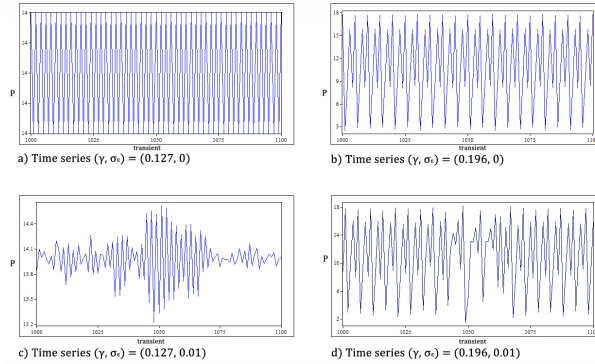 14
14
14
14
14
P
1000 1025 1050 1075 1100
transient
a) Time series (γ, σε) = (0.127, 0)
18
15
12
9
6
3
P
1000 1025 1050 1075 1100
transient
b) Time series (γ, σε) = (0.196, 0)
14.4
14.1
13.8
13.5
13.2
P
1000 1025 1050 1075 1100
transient
c) Time series (γ, σε) = (0.127, 0.01)
18
14
10
6
2
P
1000 1025 1050 1075 1100
transient
d) Time series (γ, σε) = (0.196, 0.01)